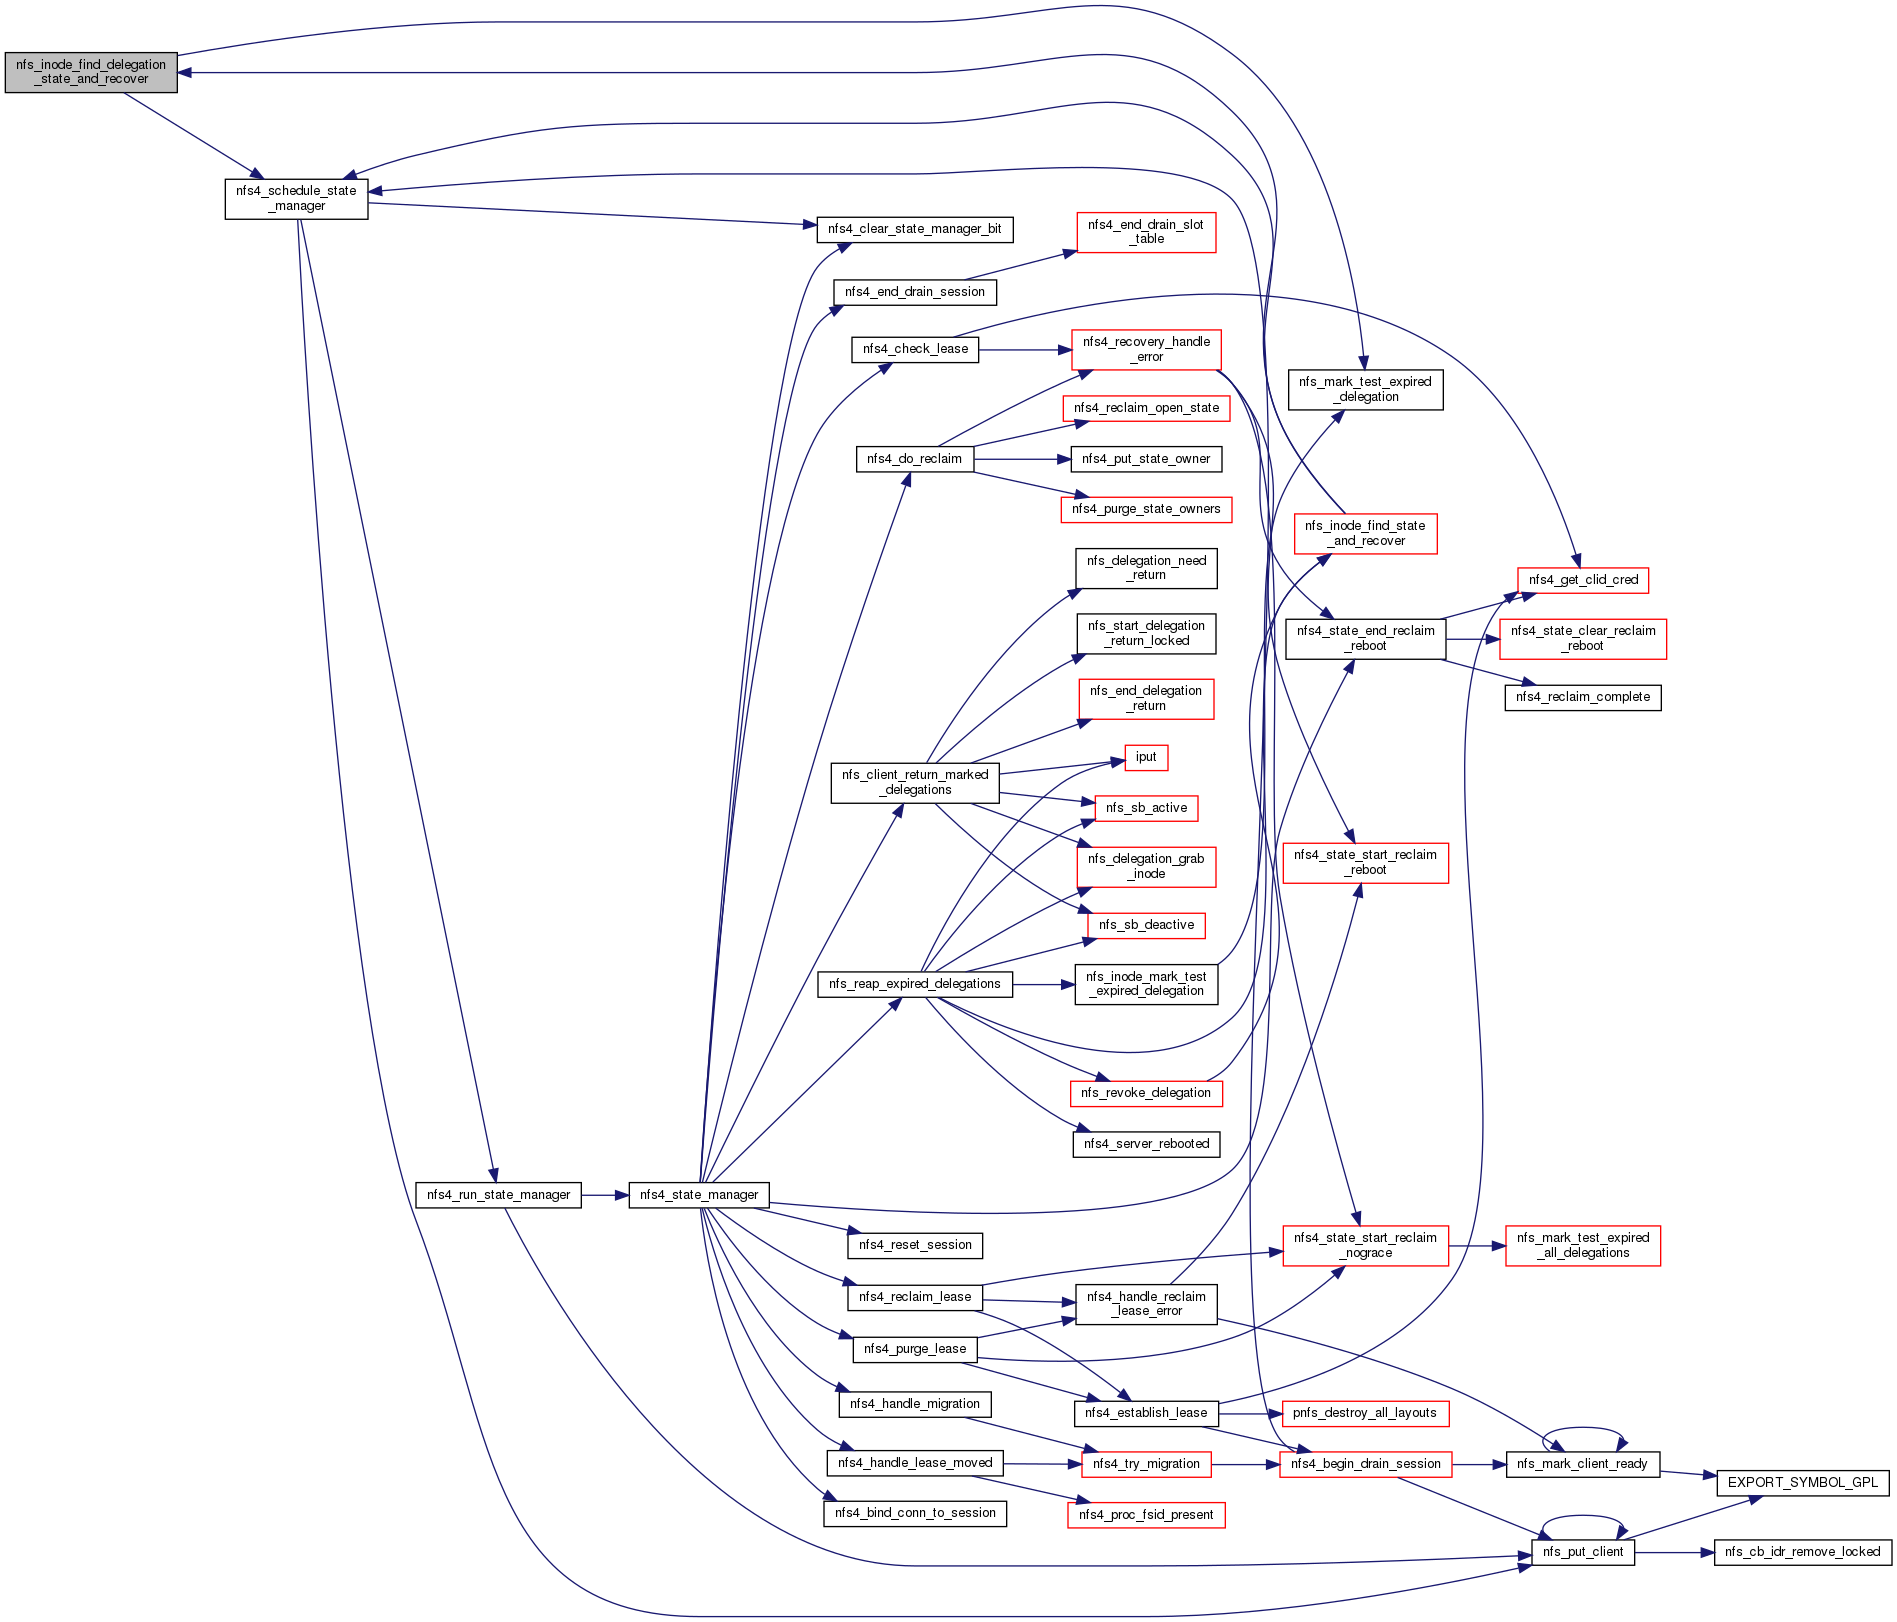 nfs_inode_find_delegation
_state_and_recover
nfs4_schedule_state
_manager
nfs4_clear_state_manager_bit
nfs4_end_drain_slot
_table
nfs4_end_drain_session
nfs4_check_lease
nfs4_recovery_handle
_error
nfs_mark_test_expired
_delegation
nfs4_reclaim_open_state
nfs4_do_reclaim
nfs4_put_state_owner
nfs4_purge_state_owners
nfs_inode_find_state
_and_recover
nfs_delegation_need
_return
nfs4_get_clid_cred
nfs_start_delegation
_return_locked
nfs4_state_end_reclaim
_reboot
nfs4_state_clear_reclaim
_reboot
nfs_end_delegation
_return
nfs4_reclaim_complete
iput
nfs_client_return_marked
_delegations
nfs_sb_active
nfs_delegation_grab
_inode
nfs4_state_start_reclaim
_reboot
nfs_sb_deactive
nfs_reap_expired_delegations
nfs_inode_mark_test
_expired_delegation
nfs_revoke_delegation
nfs4_server_rebooted
nfs4_run_state_manager
nfs4_state_manager
nfs4_reset_session
nfs4_state_start_reclaim
_nograce
nfs_mark_test_expired
_all_delegations
nfs4_reclaim_lease
nfs4_handle_reclaim
_lease_error
nfs4_purge_lease
nfs4_handle_migration
nfs4_establish_lease
pnfs_destroy_all_layouts
nfs4_handle_lease_moved
nfs4_try_migration
nfs4_begin_drain_session
nfs_mark_client_ready
EXPORT_SYMBOL_GPL
nfs4_bind_conn_to_session
nfs4_proc_fsid_present
nfs_put_client
nfs_cb_idr_remove_locked